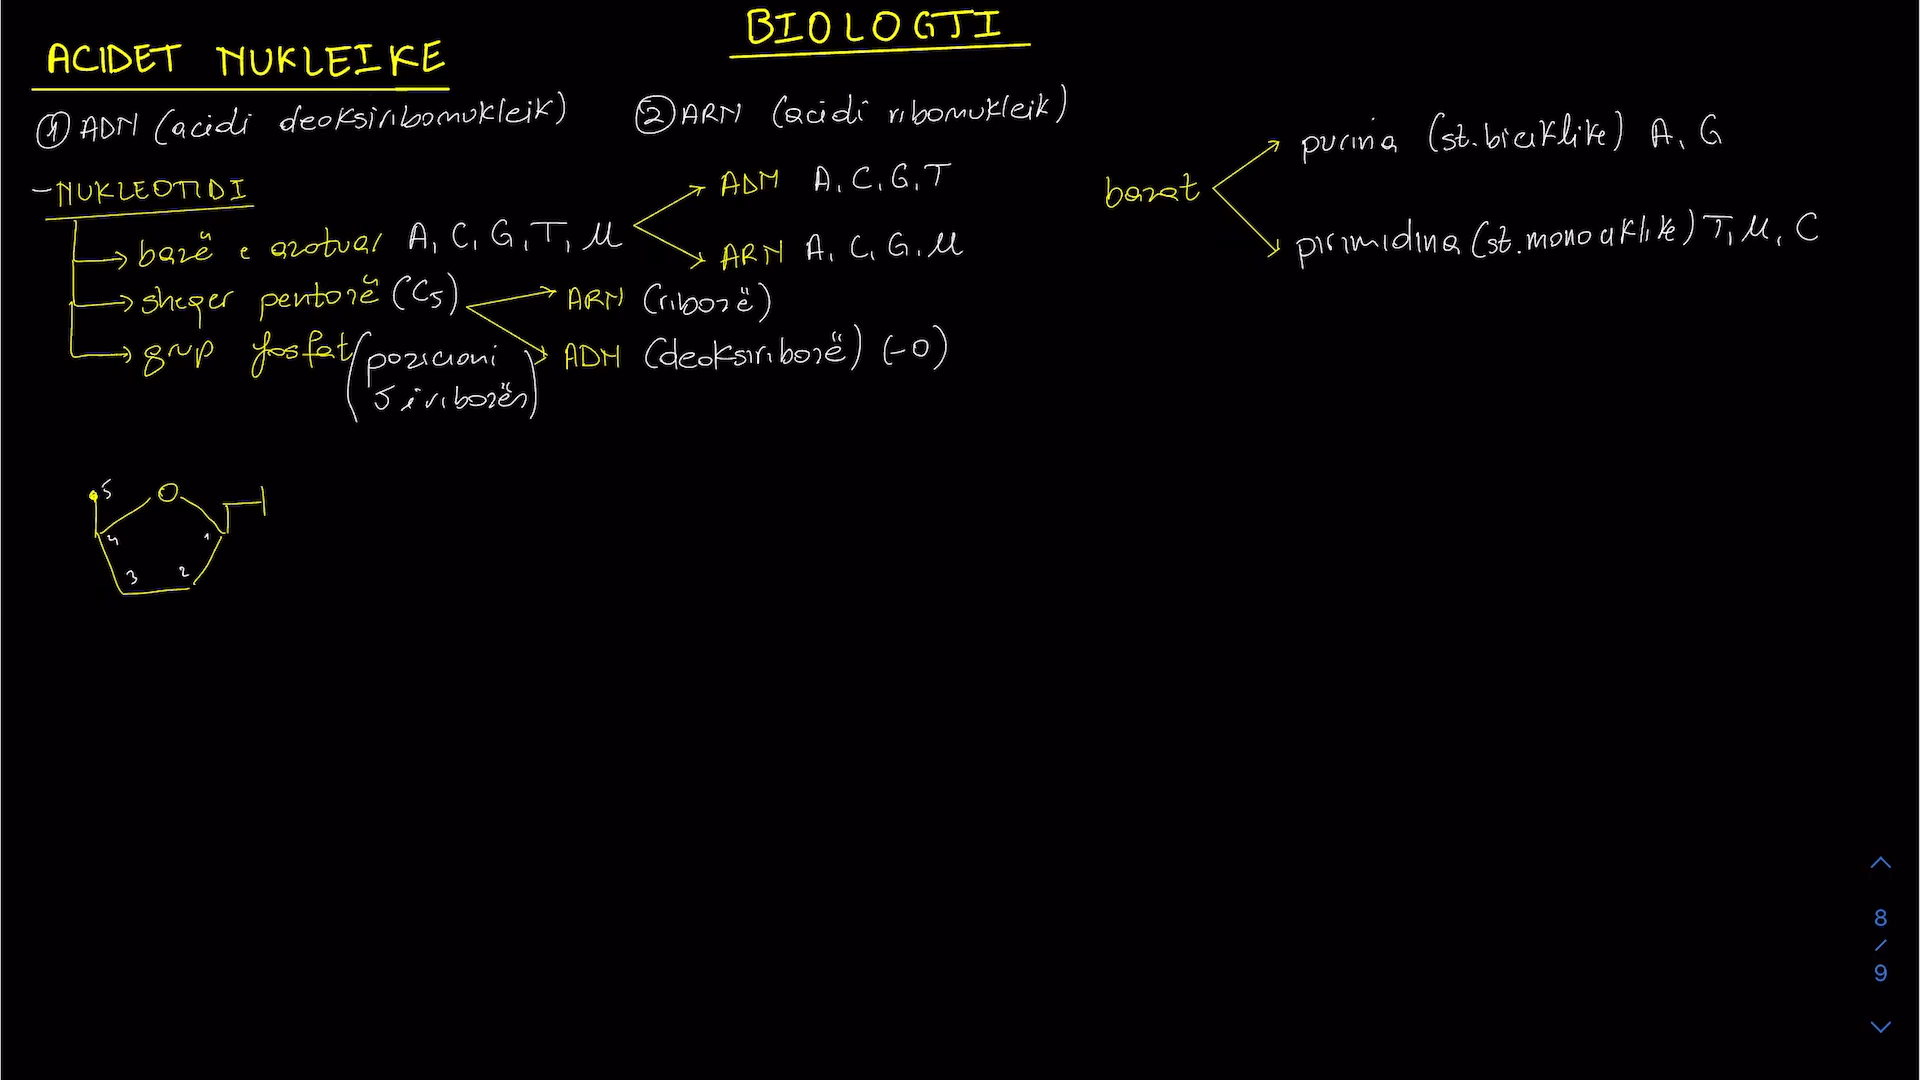 BIOLOGJI
ACIDET NUKLEIKE
① ADN (acidi deoksiribonukleik) ② ARN (acidi ribonukleik)
- NUKLEOTIDI
→ bazë e azotuar A, C, G, T, U
→ ADN A, C, G, T
→ ARN A, C, G, U
→ sheqer pentozë (C5)
→ ARN (ribozë)
→ ADN (deoksiribozë) (-O)
→ grup fosfat (pozicioni
5 i ribozës)
bazat
→ purina (st. biciklike) A, G
→ pirimidina (st. monociklike) T, U, C
5 O
4 1
3 2
8
/
9